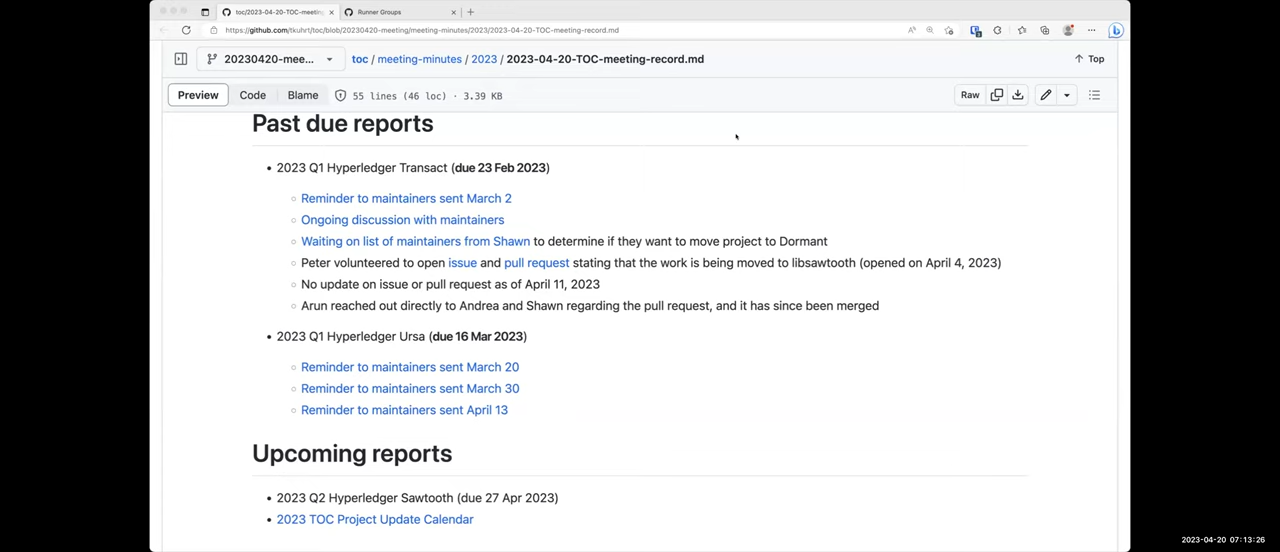 toc/2023-04-20-TOC-meeting-
Runner Groups
https://github.com/tkuhrt/toc/blob/20230420-meeting/meeting-minutes/2023/2023-04-20-TOC-meeting-record.md
20230420-mee...
toc / meeting-minutes / 2023 / 2023-04-20-TOC-meeting-record.md
Top
Preview Code Blame 55 lines (46 loc) · 3.39 KB
Raw
Past due reports
• 2023 Q1 Hyperledger Transact (due 23 Feb 2023)
◦ Reminder to maintainers sent March 2
◦ Ongoing discussion with maintainers
◦ Waiting on list of maintainers from Shawn to determine if they want to move project to Dormant
◦ Peter volunteered to open issue and pull request stating that the work is being moved to libsawtooth (opened on April 4, 2023)
◦ No update on issue or pull request as of April 11, 2023
◦ Arun reached out directly to Andrea and Shawn regarding the pull request, and it has since been merged
• 2023 Q1 Hyperledger Ursa (due 16 Mar 2023)
◦ Reminder to maintainers sent March 20
◦ Reminder to maintainers sent March 30
◦ Reminder to maintainers sent April 13
Upcoming reports
• 2023 Q2 Hyperledger Sawtooth (due 27 Apr 2023)
• 2023 TOC Project Update Calendar
2023-04-20 07:13:26